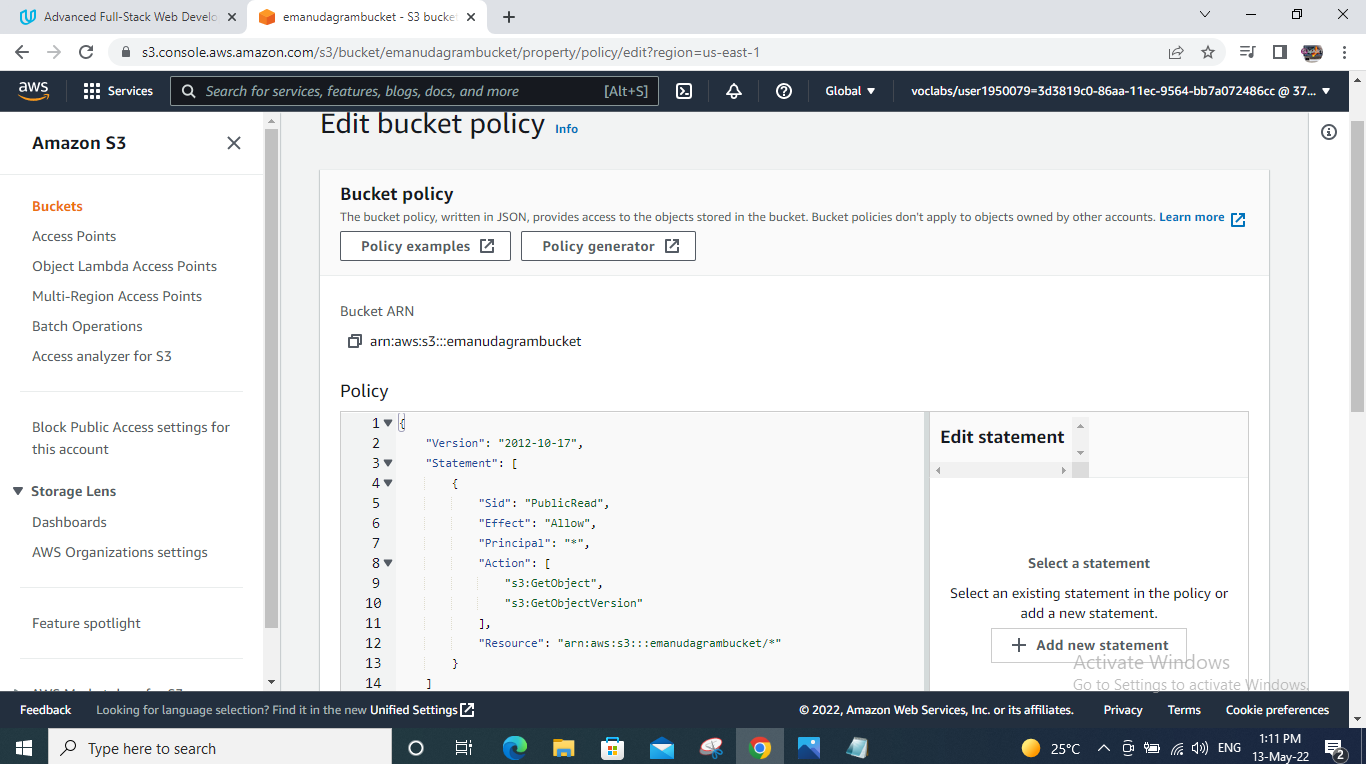 Advanced Full-Stack Web Develo
emanudagrambucket - S3 bucket
s3.console.aws.amazon.com/s3/bucket/emanudagrambucket/property/policy/edit?region=us-east-1
aws
Services
Search for services, features, blogs, docs, and more
[Alt+S]
Global
voclabs/user1950079=3d3819c0-86aa-11ec-9564-bb7a072486cc @ 37...
Amazon S3
Buckets
Access Points
Object Lambda Access Points
Multi-Region Access Points
Batch Operations
Access analyzer for S3
Block Public Access settings for
this account
Storage Lens
Dashboards
AWS Organizations settings
Feature spotlight
AWS Marketplace for S3
Edit bucket policy Info
Bucket policy
The bucket policy, written in JSON, provides access to the objects stored in the bucket. Bucket policies don't apply to objects owned by other accounts. Learn more
Policy examples
Policy generator
Bucket ARN
arn:aws:s3:::emanudagrambucket
Policy
1 {
2 "Version": "2012-10-17",
3 "Statement": [
4 {
5 "Sid": "PublicRead",
6 "Effect": "Allow",
7 "Principal": "*",
8 "Action": [
9 "s3:GetObject",
10 "s3:GetObjectVersion"
11 ],
12 "Resource": "arn:aws:s3:::emanudagrambucket/*"
13 }
14 ]
Edit statement
Select a statement
Select an existing statement in the policy or
add a new statement.
Add new statement
Activate Windows
Go to Settings to activate Windows.
Feedback
Looking for language selection? Find it in the new Unified Settings
© 2022, Amazon Web Services, Inc. or its affiliates.
Privacy
Terms
Cookie preferences
Type here to search
25°C
ENG
1:11 PM
13-May-22
2